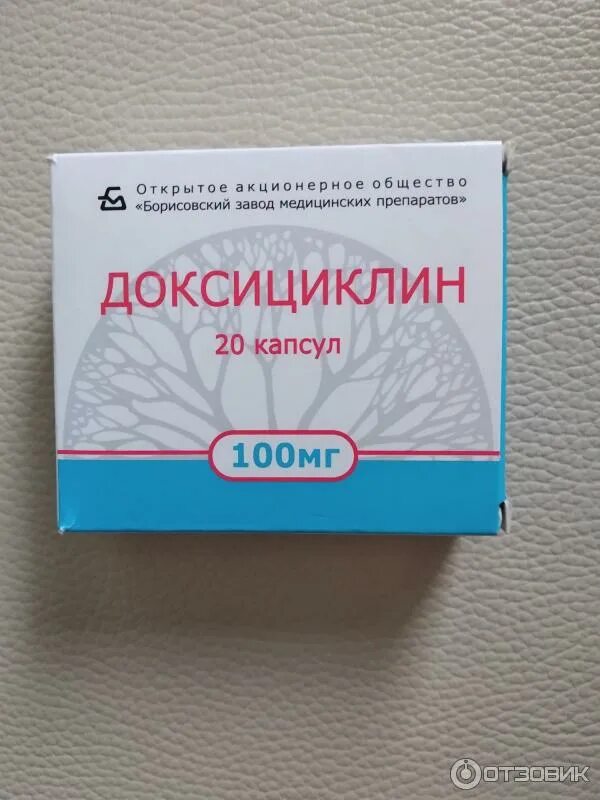 Открытое акционерное общество
«Борисовский завод медицинских препаратов»
ДОКСИЦИКЛИН
20 капсул
100мг
ОТЗОВИК